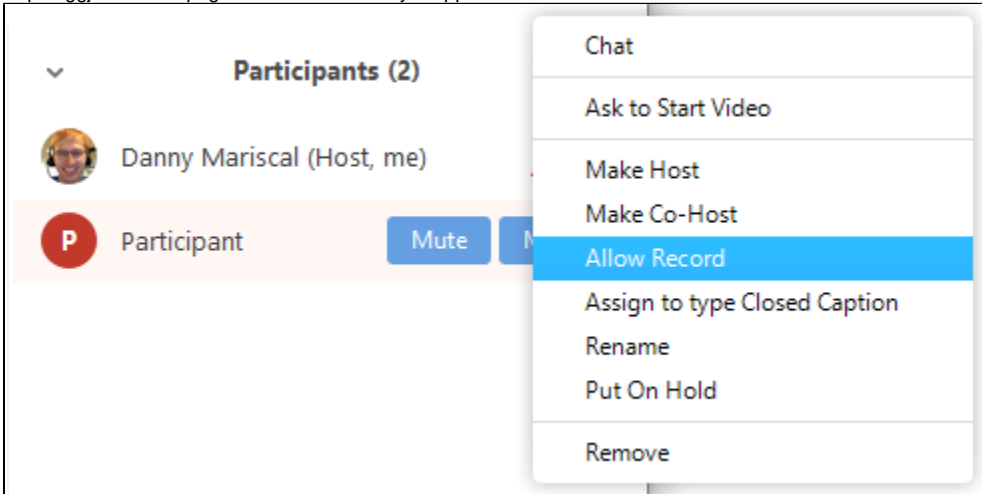 Participants (2)
Danny Mariscal (Host, me)
P
Participant
Mute
Chat
Ask to Start Video
Make Host
Make Co-Host
Allow Record
Assign to type Closed Caption
Rename
Put On Hold
Remove